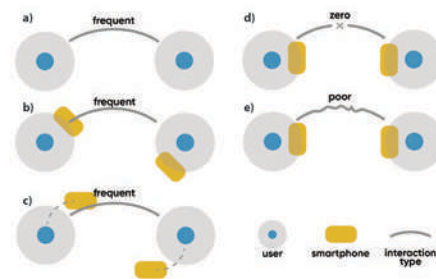 a)
frequent
b)
frequent
c)
frequent
d)
zero
e)
poor
user
smartphone
interaction
type